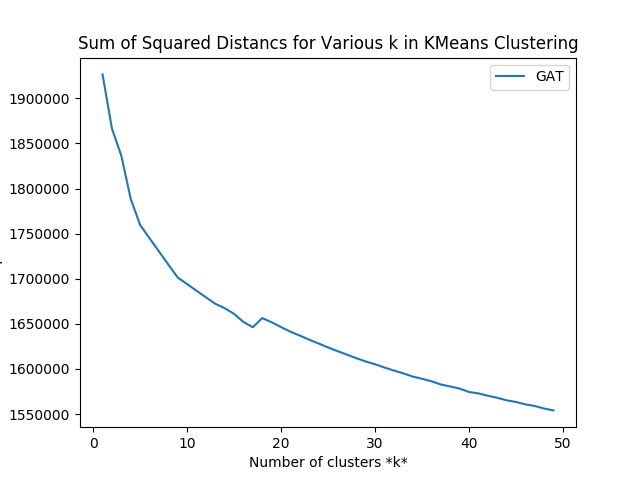 Sum of Squared Distancs for Various k in KMeans Clustering
GAT
1900000
1850000
1800000
1750000
1700000
1650000
1600000
1550000
0 10 20 30 40 50
Number of clusters *k*